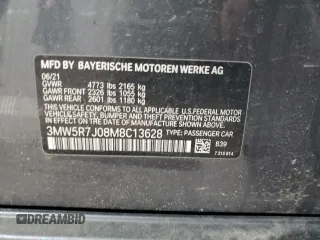 MFD BY BAYERISCHE MOTOREN WERKE AG
06/21
GVWR 4773 lbs 2165 kg
GAWR FRONT 2326 lbs 1055 kg
GAWR REAR 2601 lbs 1180 kg
THIS VEHICLE CONFORMS TO ALL APPLICABLE U.S. FEDERAL MOTOR
VEHICLE SAFETY, BUMPER, AND THEFT PREVENTION STANDARDS
IN EFFECT ON THE DATE OF MANUFACTURE SHOWN ABOVE.
3MW5R7J08M8C13628 TYPE: PASSENGER CAR
B39
DREAMBID